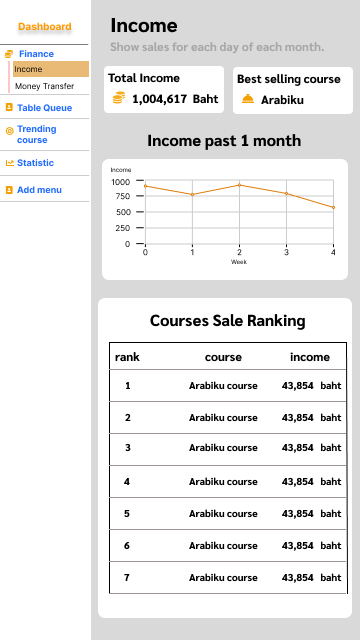 Dashboard
Finance
Income
Money Transfer
Table Queue
Trending
course
Statistic
Add menu
Income
Show sales for each day of each month.
Total Income
1,004,617 Baht
Best selling course
Arabiku
Income past 1 month
Income
1000
750
500
250
0
0 1 2 3 4
Week
Courses Sale Ranking
rank course income
1 Arabiku course 43,854 baht
2 Arabiku course 43,854 baht
3 Arabiku course 43,854 baht
4 Arabiku course 43,854 baht
5 Arabiku course 43,854 baht
6 Arabiku course 43,854 baht
7 Arabiku course 43,854 baht